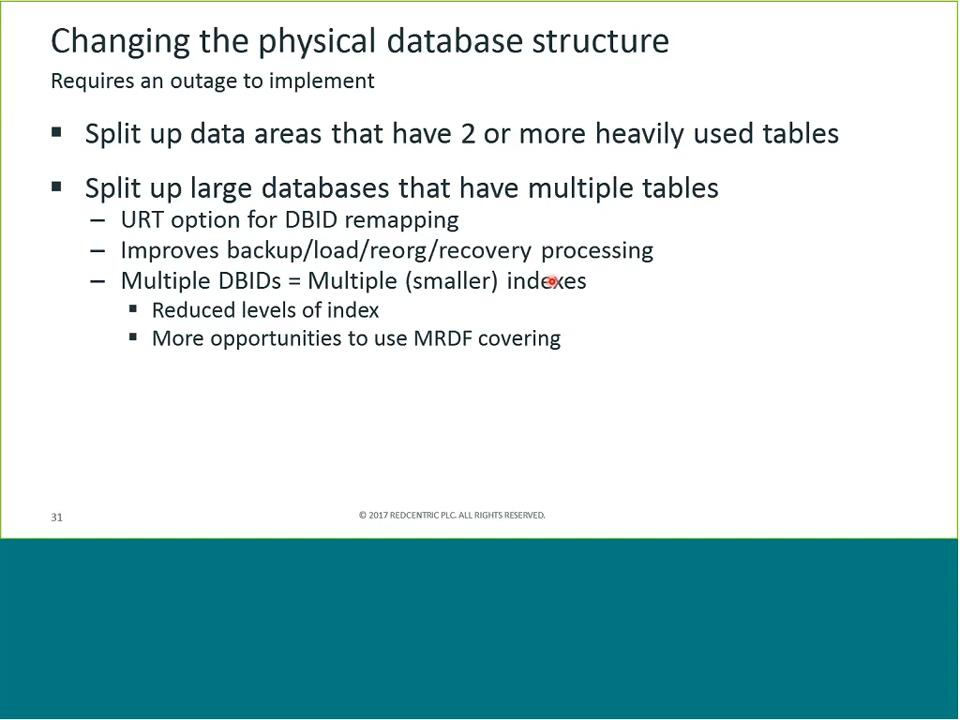 Changing the physical database structure
Requires an outage to implement
▪ Split up data areas that have 2 or more heavily used tables
▪ Split up large databases that have multiple tables
– URT option for DBID remapping
– Improves backup/load/reorg/recovery processing
– Multiple DBIDs = Multiple (smaller) indexes
▪ Reduced levels of index
▪ More opportunities to use MRDF covering
31
© 2017 REDCENTRIC PLC. ALL RIGHTS RESERVED.